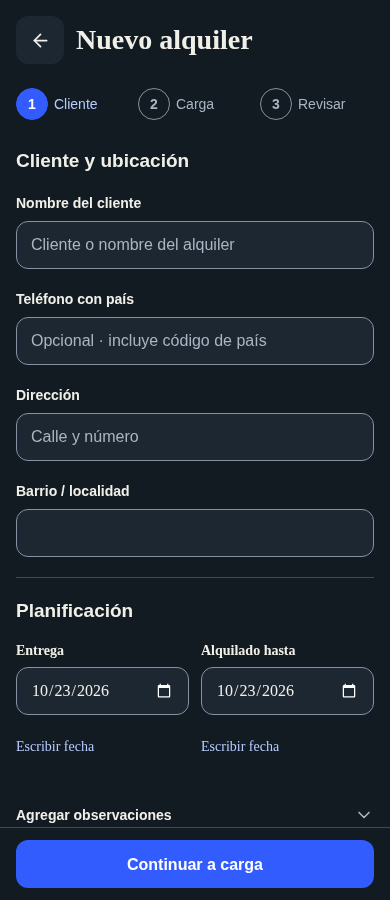 Nuevo alquiler
1 Cliente 2 Carga 3 Revisar
Cliente y ubicación
Nombre del cliente
Cliente o nombre del alquiler
Teléfono con país
Opcional · incluye código de país
Dirección
Calle y número
Barrio / localidad
Planificación
Entrega Alquilado hasta
10/23/2026 10/23/2026
Escribir fecha Escribir fecha
Agregar observaciones
Continuar a carga